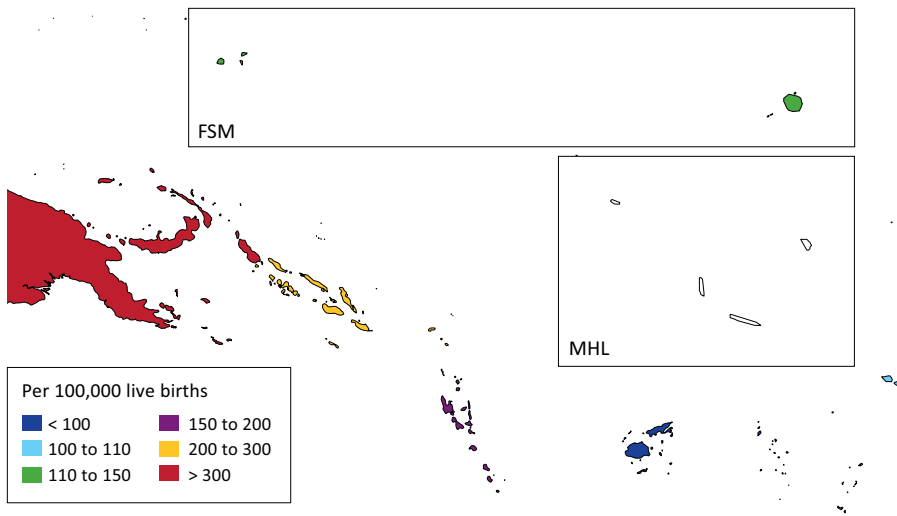 FSM
MHL
Per 100,000 live births
< 100
150 to 200
100 to 110
200 to 300
110 to 150
> 300